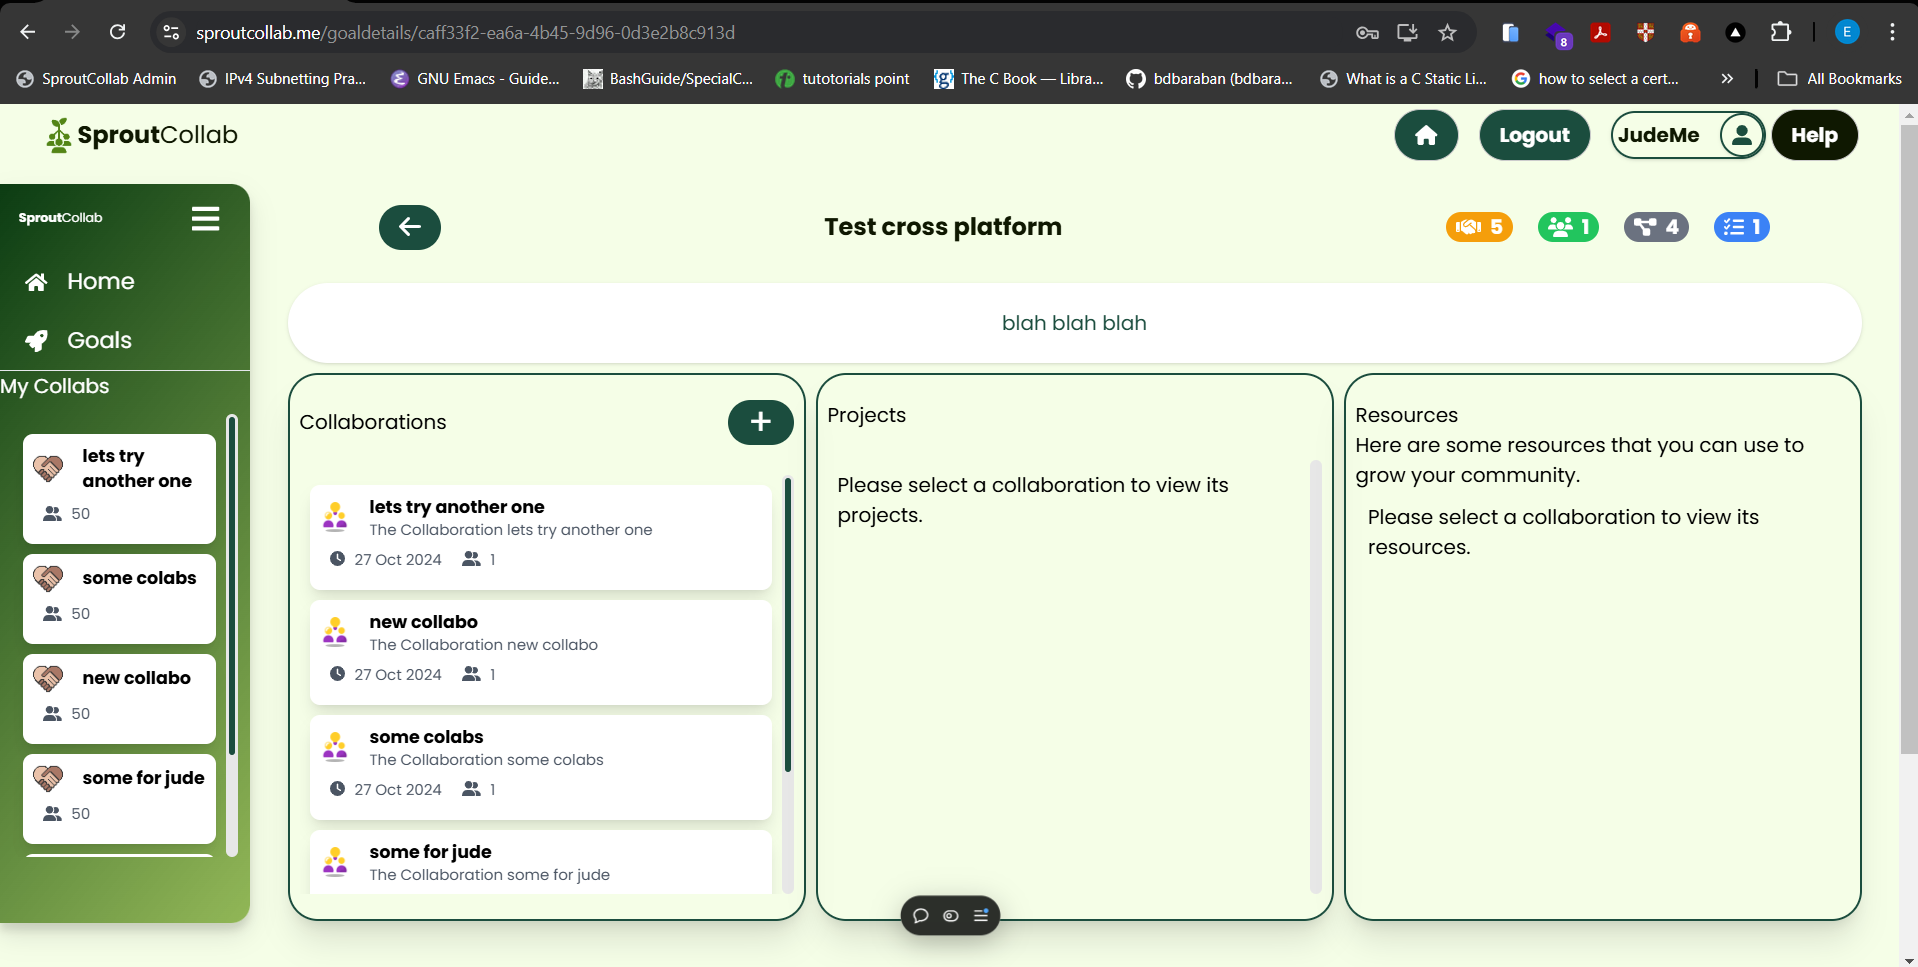 sproutcollab.me/goaldetails/caff33f2-ea6a-4b45-9d96-0d3e2b8c913d
8
E
SproutCollab Admin
IPv4 Subnetting Pra...
GNU Emacs - Guide...
BashGuide/SpecialC...
tutotorials point
The C Book — Libra...
bdbaraban (bdbara...
What is a C Static Li...
how to select a cert...
All Bookmarks
SproutCollab
Logout
JudeMe
Help
SproutCollab
Home
Goals
My Collabs
lets try
another one
50
some colabs
50
new collabo
50
some for jude
50
Test cross platform
5
1
4
1
blah blah blah
Collaborations
lets try another one
The Collaboration lets try another one
27 Oct 2024 1
new collabo
The Collaboration new collabo
27 Oct 2024 1
some colabs
The Collaboration some colabs
27 Oct 2024 1
some for jude
The Collaboration some for jude
Projects
Please select a collaboration to view its
projects.
Resources
Here are some resources that you can use to
grow your community.
Please select a collaboration to view its
resources.